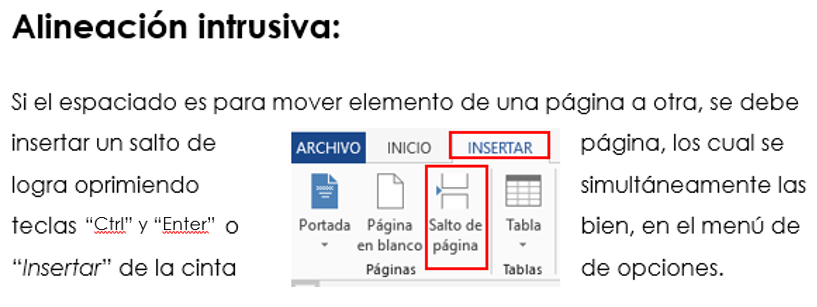 Alineación intrusiva:
Si el espaciado es para mover elemento de una página a otra, se debe
insertar un salto de página, los cual se
logra oprimiendo simultáneamente las
teclas “Ctrl” y “Enter” o bien, en el menú de
“Insertar” de la cinta de opciones.
ARCHIVO INICIO INSERTAR
Portada Página Salto de Tabla
en blanco página
Páginas Tablas